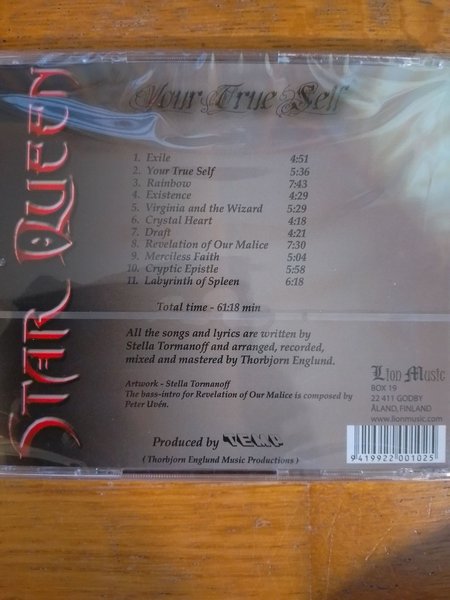 STAR QUEEN
Your True Self
1. Exile 4:51
2. Your True Self 5:36
3. Rainbow 7:43
4. Existence 4:29
5. Virginia and the Wizard 5:29
6. Crystal Heart 4:18
7. Draft 4:21
8. Revelation of Our Malice 7:30
9. Merciless Faith 5:04
10. Cryptic Epistle 5:58
11. Labyrinth of Spleen 6:18
Total time - 61:18 min
All the songs and lyrics are written by
Stella Tormanoff and arranged, recorded,
mixed and mastered by Thorbjorn Englund.
Artwork - Stella Tormanoff
The bass-intro for Revelation of Our Malice is composed by
Peter Uvén.
Produced by TEMP
( Thorbjorn Englund Music Productions )
Lion Music
BOX 19
22 411 GODBY
ÅLAND, FINLAND
www.lionmusic.com
9419922001025